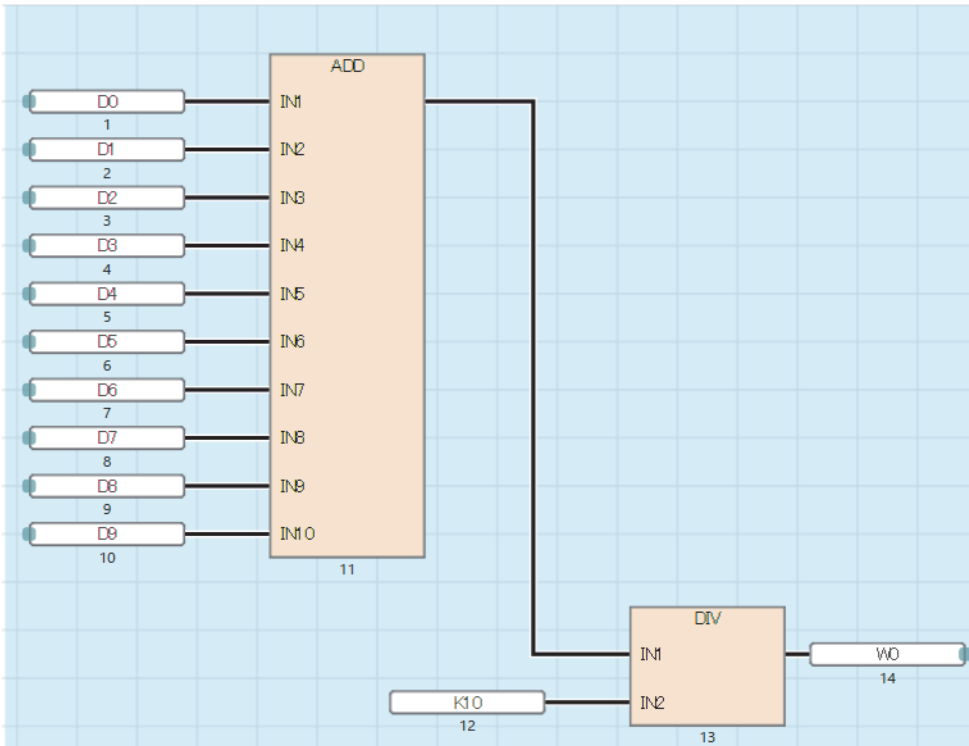 ADD
D0 IN1
1
D1 IN2
2
D2 IN3
3
D3 IN4
4
D4 IN5
5
D5 IN6
6
D6 IN7
7
D7 IN8
8
D8 IN9
9
D9 IN10
10
11
DIV
IN1 W0
14
K10 IN2
12
13